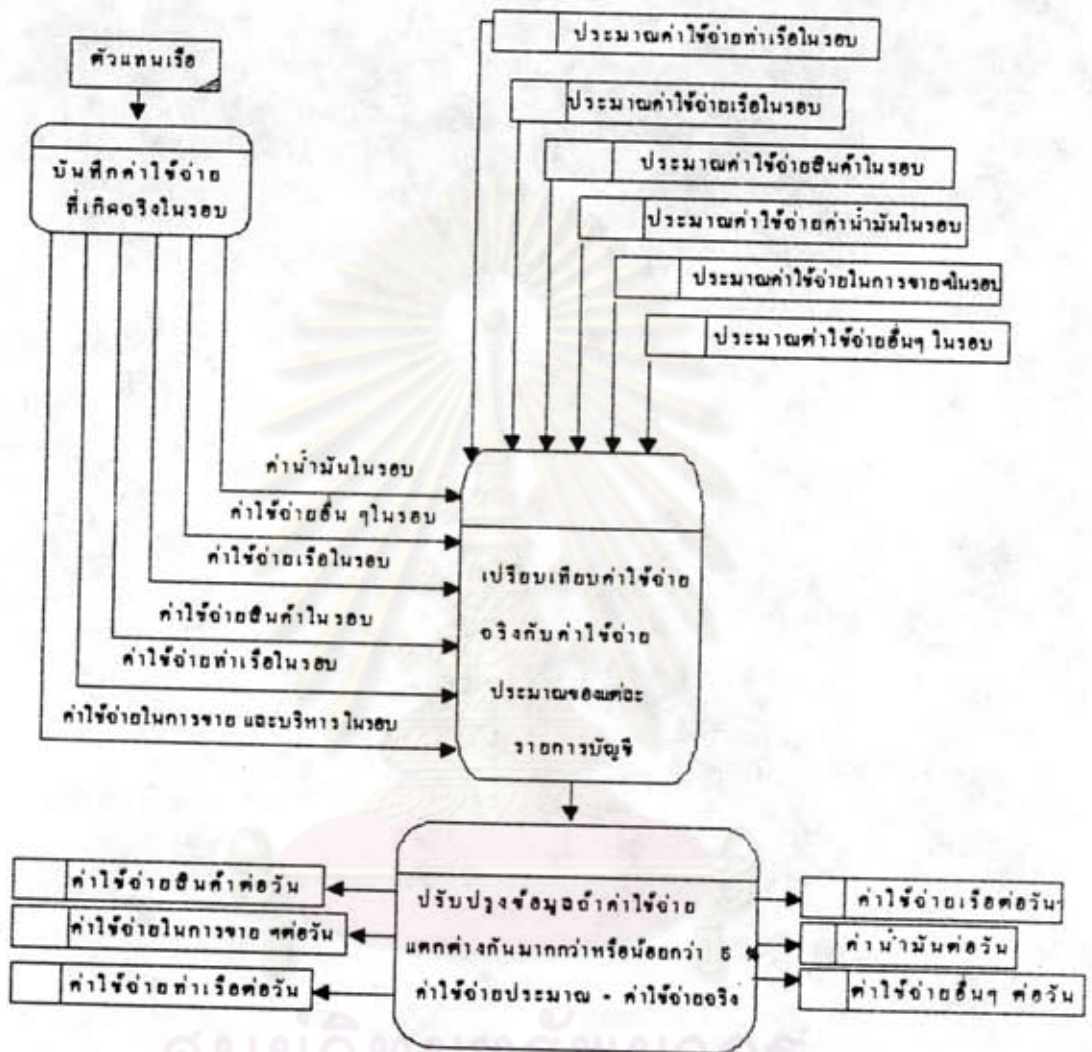 ตัวแทนเรือ
บันทึกค่าใช้จ่าย
ที่เกิดจริงในรอบ
ประมาณค่าใช้จ่ายท่าเรือในรอบ
ประมาณค่าใช้จ่ายเรือในรอบ
ประมาณค่าใช้จ่ายสินค้าในรอบ
ประมาณค่าใช้จ่ายค่าน้ำมันในรอบ
ประมาณค่าใช้จ่ายในการขายฯในรอบ
ประมาณค่าใช้จ่ายอื่นๆ ในรอบ
ค่าน้ำมันในรอบ
ค่าใช้จ่ายอื่น ๆในรอบ
ค่าใช้จ่ายเรือในรอบ
ค่าใช้จ่ายสินค้าในรอบ
ค่าใช้จ่ายท่าเรือในรอบ
ค่าใช้จ่ายในการขาย และบริหาร ในรอบ
เปรียบเทียบค่าใช้จ่าย
จริงกับค่าใช้จ่าย
ประมาณของแต่ละ
รายการบัญชี
ปรับปรุงข้อมูลถ้าค่าใช้จ่าย
แตกต่างกันมากกว่าหรือน้อยกว่า 5 %
ค่าใช้จ่ายประมาณ = ค่าใช้จ่ายจริง
ค่าใช้จ่ายสินค้าต่อวัน
ค่าใช้จ่ายในการขาย ฯต่อวัน
ค่าใช้จ่ายท่าเรือต่อวัน
ค่าใช้จ่ายเรือต่อวัน
ค่าน้ำมันต่อวัน
ค่าใช้จ่ายอื่นๆ ต่อวัน